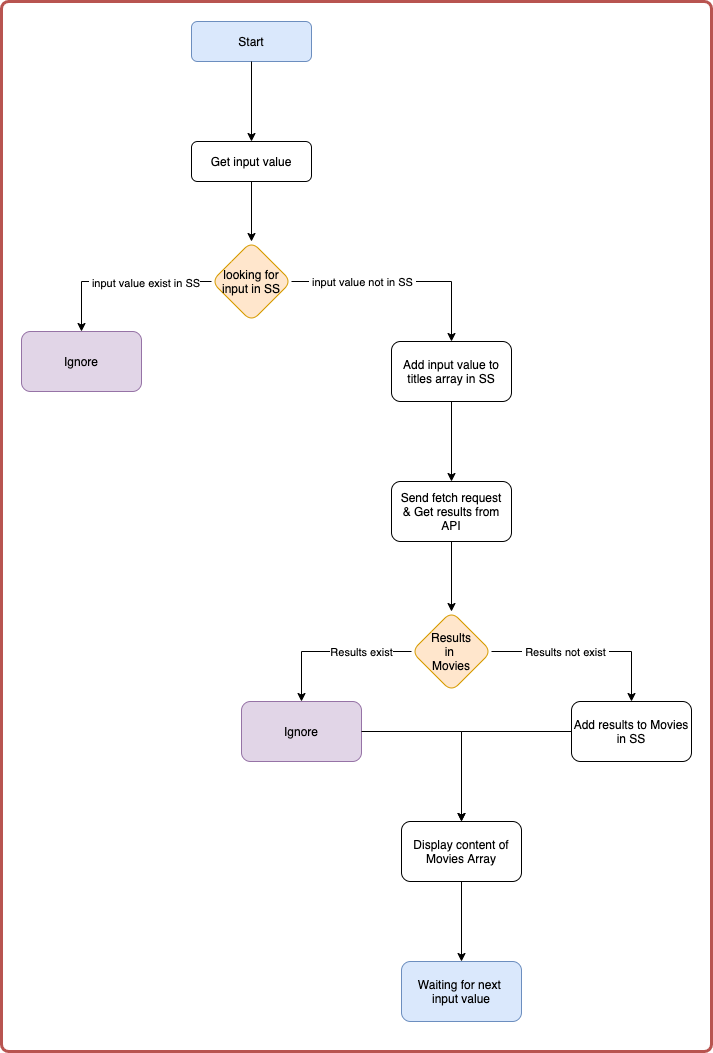 Start
Get input value
looking for
input in SS
input value exist in SS
input value not in SS
Ignore
Add input value to
titles array in SS
Send fetch request
& Get results from
API
Results
in
Movies
Results exist
Results not exist
Ignore
Add results to Movies
in SS
Display content of
Movies Array
Waiting for next
input value